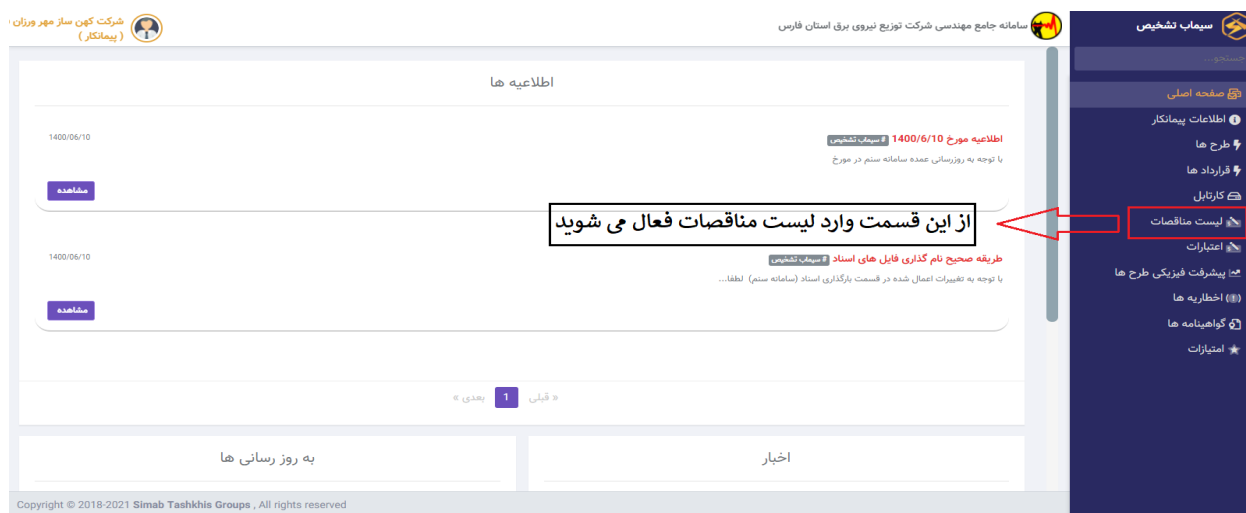 سیماب تشخیص
سامانه جامع مهندسی شرکت توزیع نیروی برق استان فارس
شرکت کهن ساز مهر ورزان
( پیمانکار )
جستجو...
صفحه اصلی
اطلاعات پیمانکار
طرح ها
قرارداد ها
کارتابل
لیست مناقصات
اعتبارات
پیشرفت فیزیکی طرح ها
اخطاریه ها
گواهینامه ها
امتیازات
اطلاعیه ها
اطلاعیه مورخ 1400/6/10 # سیماب تشخیص
1400/06/10
با توجه به روزرسانی عمده سامانه سنم در مورخ
مشاهده
از این قسمت وارد لیست مناقصات فعال می شوید
طریقه صحیح نام گذاری فایل های اسناد # سیماب تشخیص
1400/06/10
با توجه به تغییرات اعمال شده در قسمت بارگذاری اسناد (سامانه سنم) لطفا...
مشاهده
« قبلی 1 بعدی »
اخبار
به روز رسانی ها
Copyright © 2018-2021 Simab Tashkhis Groups , All rights reserved